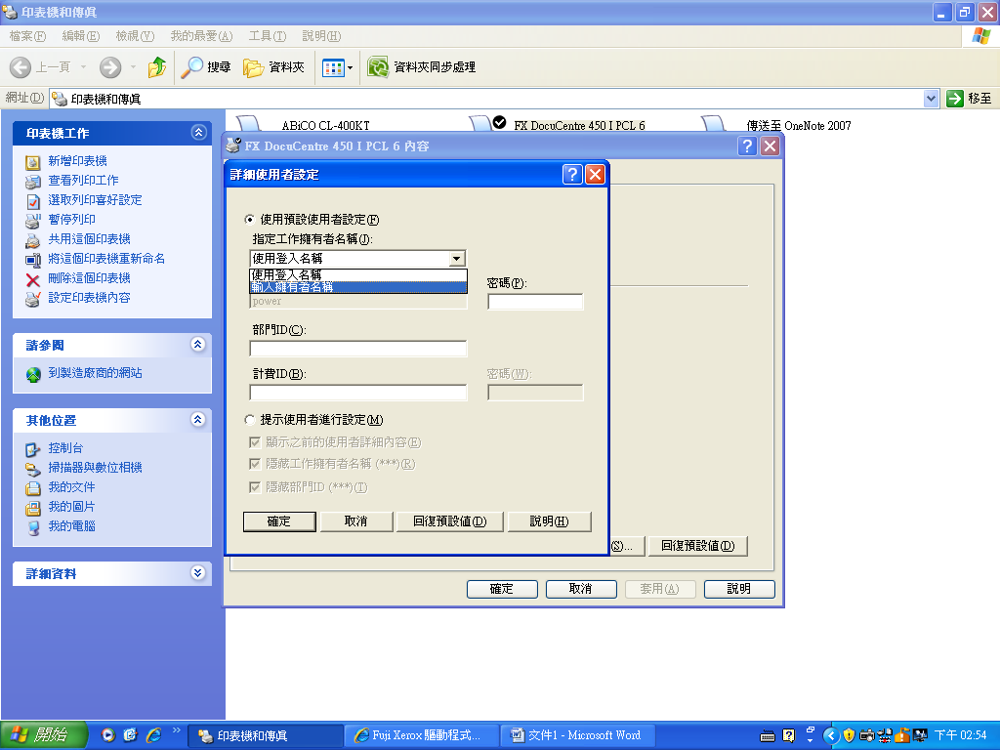 印表機和傳真
檔案(F) 編輯(E) 檢視(V) 我的最愛(A) 工具(T) 說明(H)
上一頁 搜尋 資料夾 資料夾同步處理
網址(D) 印表機和傳真 移至
印表機工作
新增印表機
查看列印工作
選取列印喜好設定
暫停列印
共用這個印表機
將這個印表機重新命名
刪除這個印表機
設定印表機內容
請參閱
到製造廠商的網站
其他位置
控制台
掃描器與數位相機
我的文件
我的圖片
我的電腦
詳細資料
ABiCO CL-400KT FX DocuCentre 450 I PCL 6 傳送至 OneNote 2007
FX DocuCentre 450 I PCL 6 內容
詳細使用者設定
使用預設使用者設定(F)
指定工作擁有者名稱(J):
使用登入名稱
使用登入名稱
輸入擁有者名稱
power
密碼(P):
部門ID(C):
計費ID(B): 密碼(W):
提示使用者進行設定(M)
顯示之前的使用者詳細內容(E)
隱藏工作擁有者名稱 (***)(R)
隱藏部門ID (***)(T)
確定 取消 回復預設值(D) 說明(H)
(S)... 回復預設值(D)
確定 取消 套用(A) 說明
開始 印表機和傳真 Fuji Xerox 驅動程式... 文件1 - Microsoft Word 下午 02:54